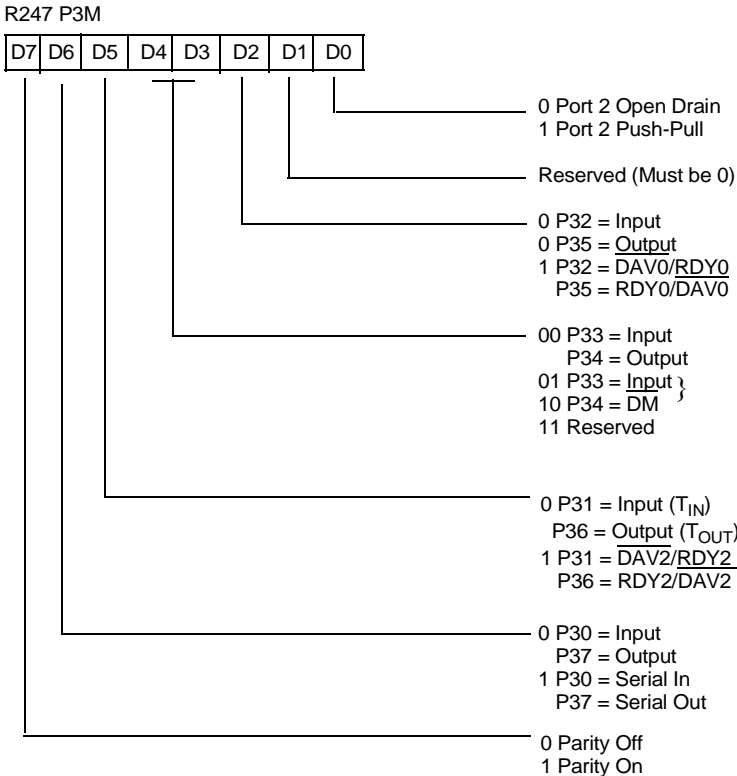 R247 P3M
D7 D6 D5 D4 D3 D2 D1 D0
0 Port 2 Open Drain
1 Port 2 Push-Pull
Reserved (Must be 0)
0 P32 = Input
0 P35 = Output
1 P32 = DAV0/RDY0
P35 = RDY0/DAV0
00 P33 = Input
P34 = Output
01 P33 = Input }
10 P34 = DM
11 Reserved
0 P31 = Input (TIN)
P36 = Output (TOUT)
1 P31 = DAV2/RDY2
P36 = RDY2/DAV2
0 P30 = Input
P37 = Output
1 P30 = Serial In
P37 = Serial Out
0 Parity Off
1 Parity On